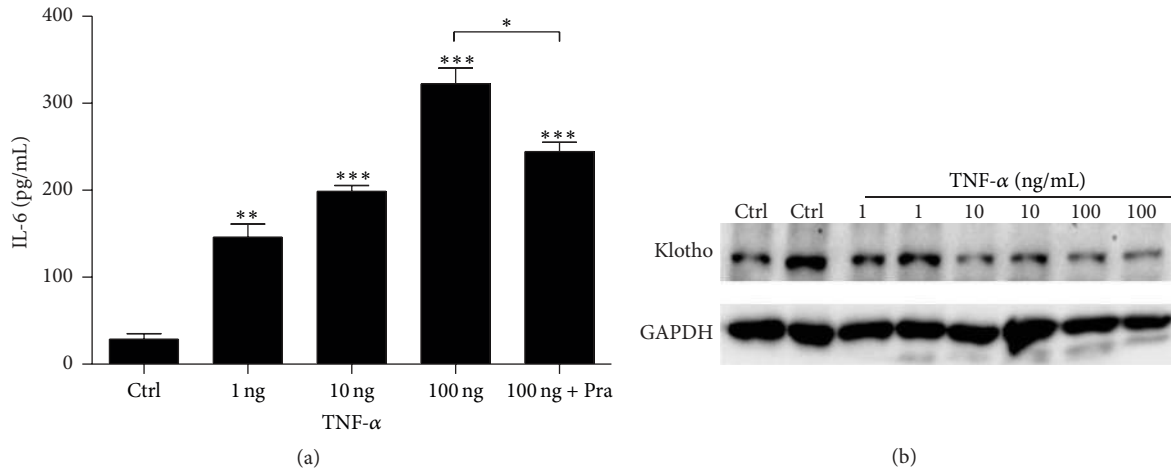 400
300
200
100
0
IL-6 (pg/mL)
**
***
***
***
*
Ctrl
1 ng
10 ng
100 ng
100 ng + Pra
TNF-α
(a)
TNF-α (ng/mL)
Ctrl Ctrl 1 1 10 10 100 100
Klotho
GAPDH
(b)